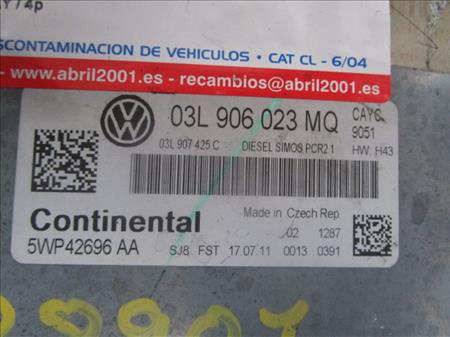 / 4p
SCONTAMINACION DE VEHICULOS • CAT CL - 6/04
www.abril2001.es - recambios@abril2001.es
03L 906 023 MQ
CAYC
9051
03L 907 425 C DIESEL SIMOS PCR2.1 HW. H43
Continental
Made in Czech Rep.
02 1287
5WP42696 AA
SJ8 FST 17.07.11 0013 0391